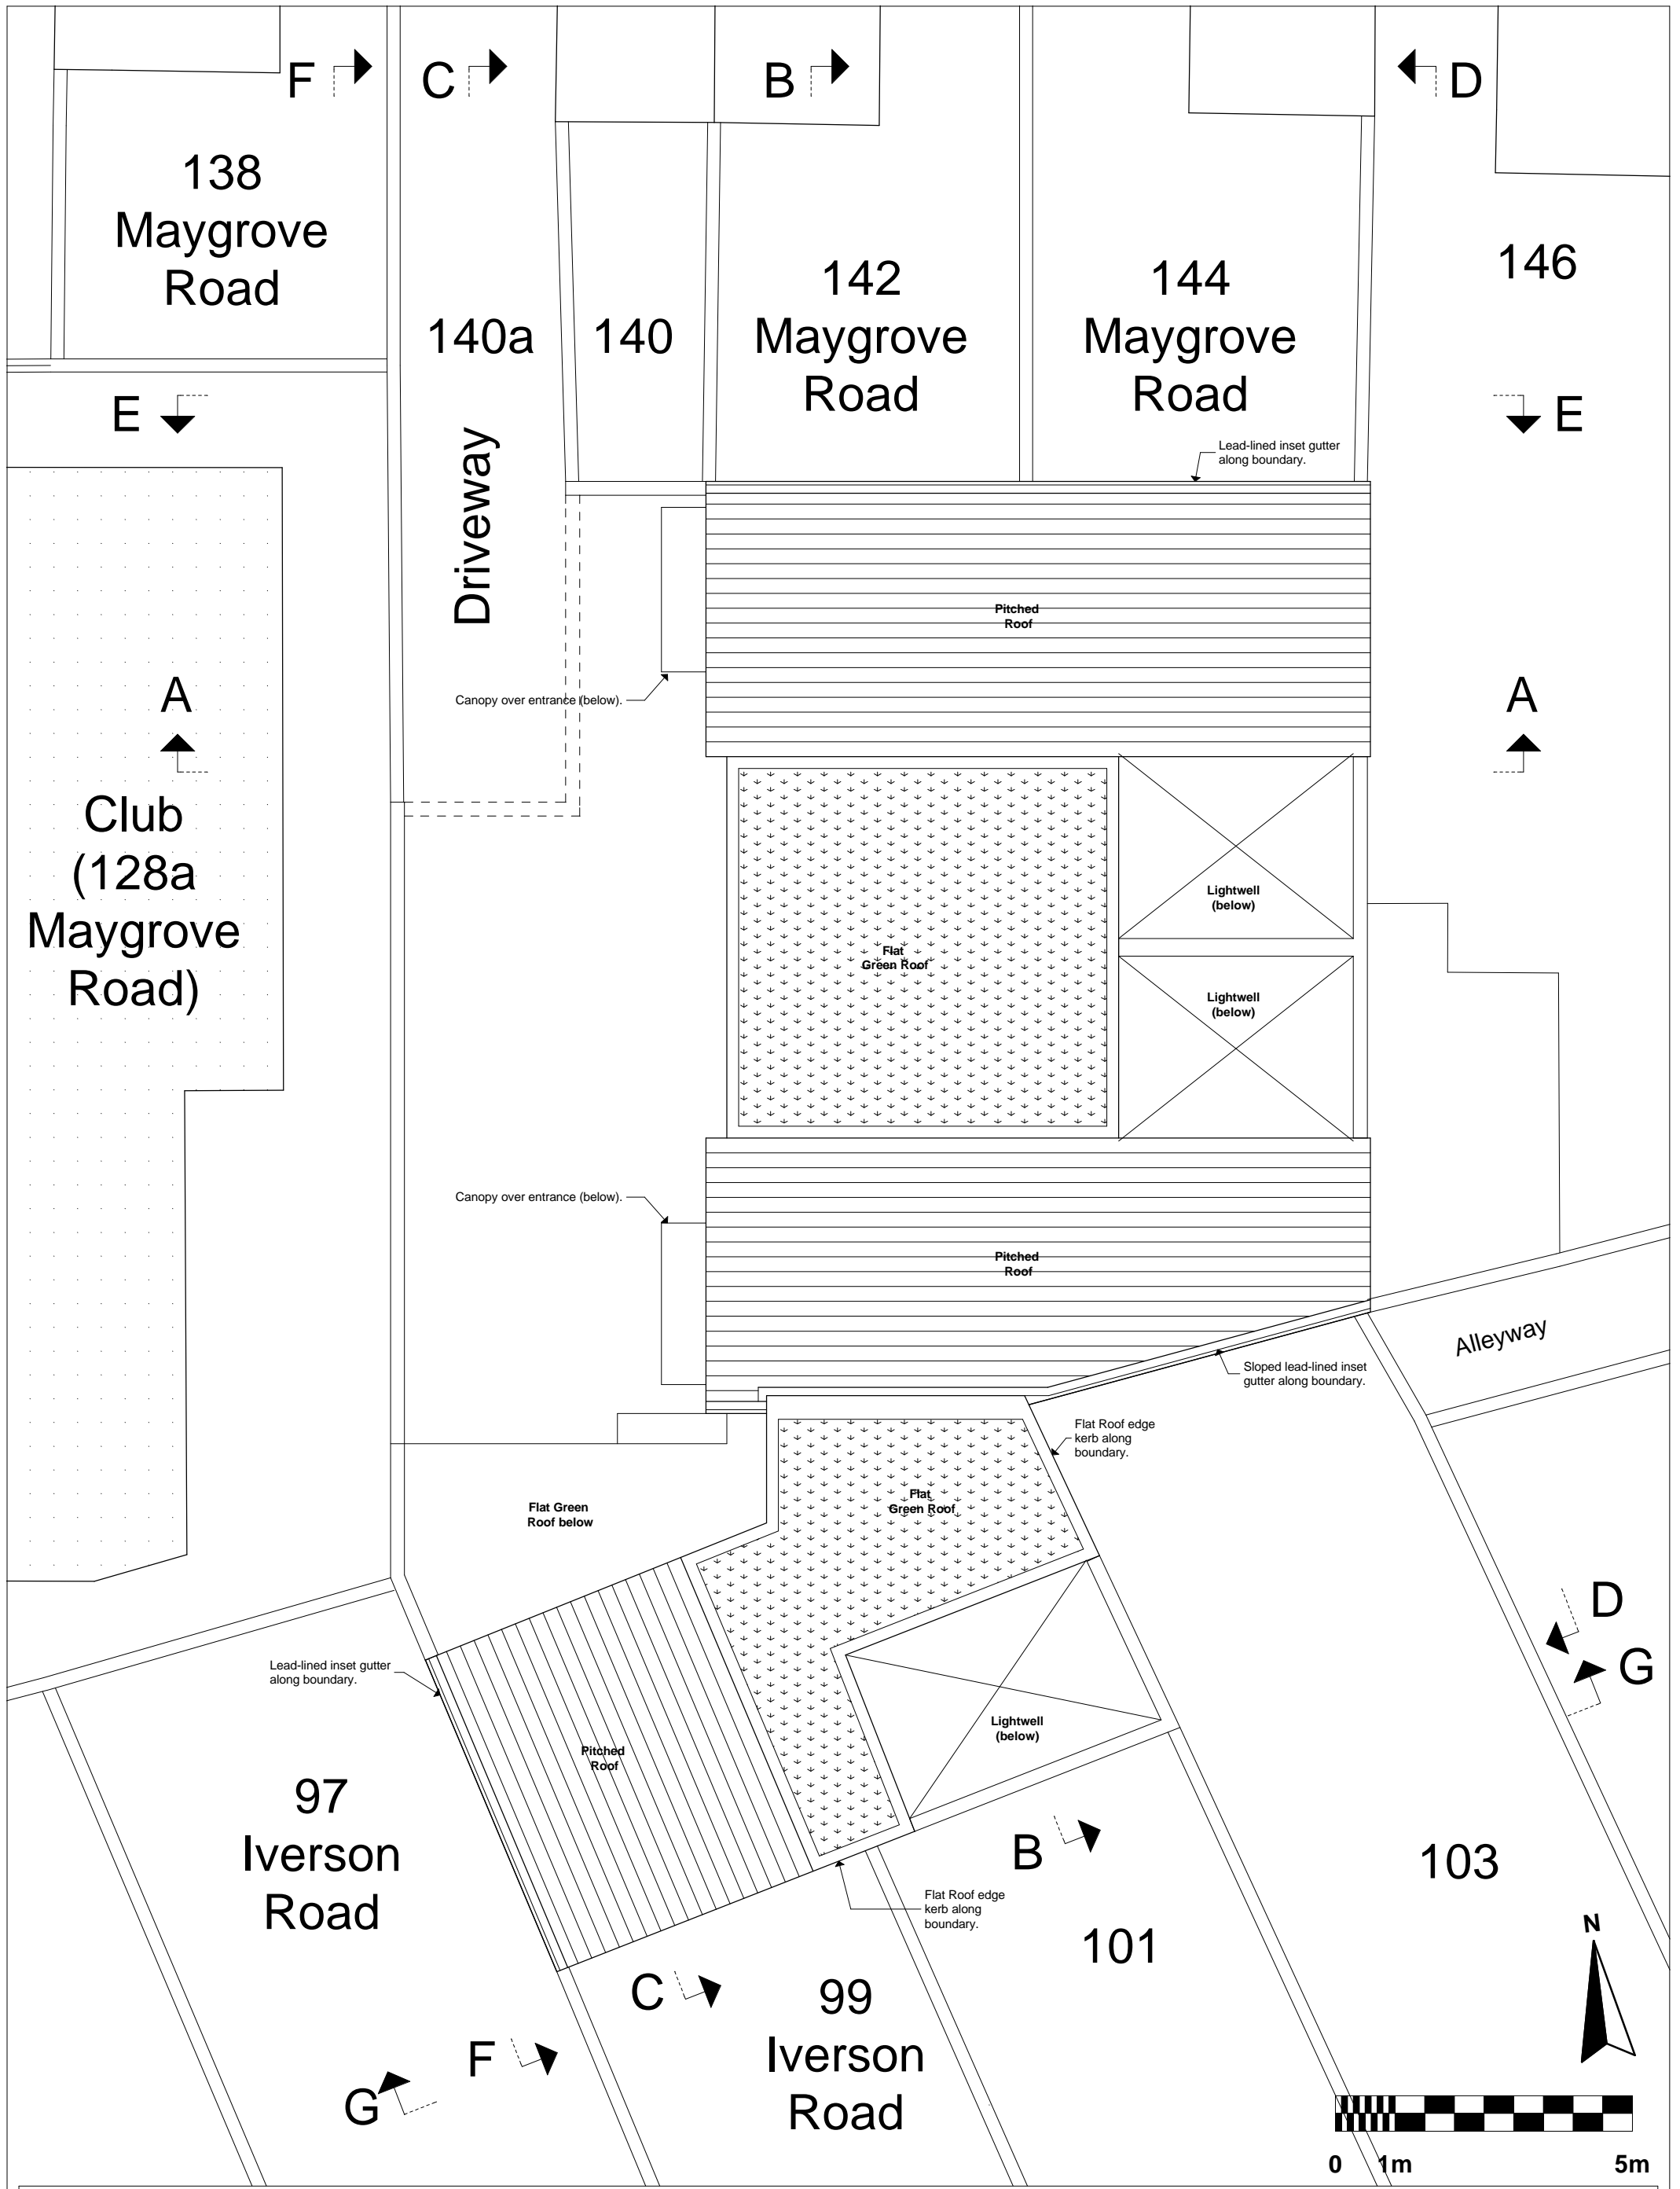 F
C
B
D
138
Maygrove
Road
140a
140
142
Maygrove
Road
144
Maygrove
Road
146
E
E
Driveway
Lead-lined inset gutter
along boundary.
Pitched
Roof
Canopy over entrance (below).
A
A
Club
(128a
Maygrove
Road)
Flat
Green Roof
Lightwell
(below)
Lightwell
(below)
Canopy over entrance (below).
Pitched
Roof
Alleyway
Sloped lead-lined inset
gutter along boundary.
Flat Roof edge
kerb along
boundary.
Flat
Green Roof
Flat Green
Roof below
D
G
Lead-lined inset gutter
along boundary.
Pitched
Roof
Lightwell
(below)
97
Iverson
Road
B
103
Flat Roof edge
kerb along
boundary.
101
N
C
99
Iverson
Road
F
G
0 1m 5m